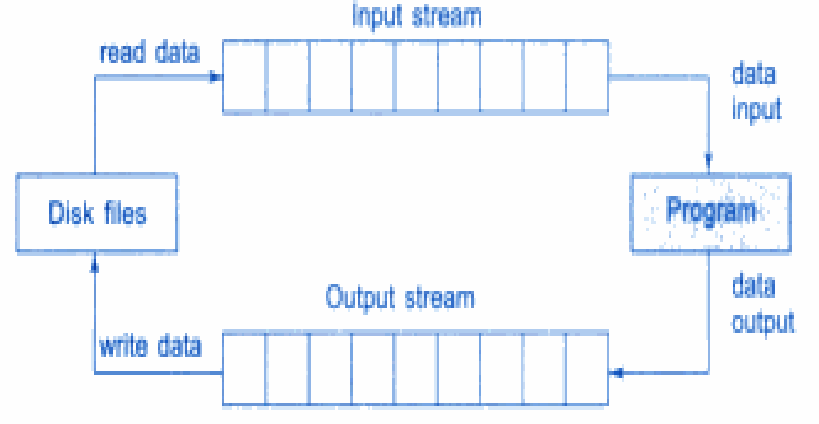 Input stream
read data
data
input
Disk files
Program
Output stream
data
output
write data